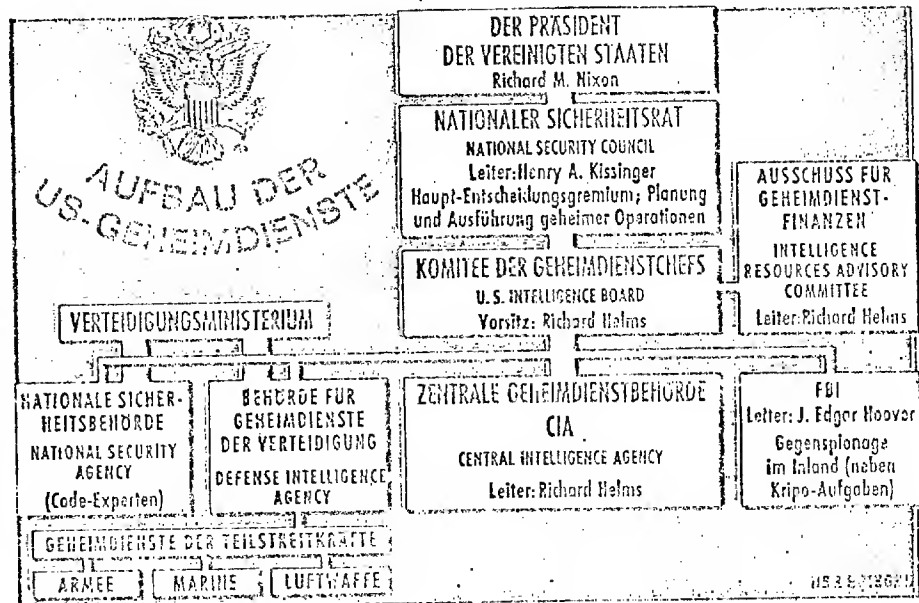 AUFBAU DER
US-GEHEIMDIENSTE
DER PRÄSIDENT
DER VEREINIGTEN STAATEN
Richard M. Nixon
NATIONALER SICHERHEITSRAT
NATIONAL SECURITY COUNCIL
Leiter:Henry A. Kissinger
Haupt-Entscheidungsgremium; Planung
und Ausführung geheimer Operationen
AUSSCHUSS FÜR
GEHEIMDIENST-
FINANZEN
INTELLIGENCE
RESOURCES ADVISORY
COMMITTEE
Leiter:Richard Helms
KOMITEE DER GEHEIMDIENSTCHEFS
U.S. INTELLIGENCE BOARD
Vorsitz: Richard Helms
VERTEIDIGUNGSMINISTERIUM
NATIONALE SICHER-
HEITSBEHÖRDE
NATIONAL SECURITY
AGENCY
(Code-Experten)
BEHÖRDE FÜR
GEHEIMDIENSTE
DER VERTEIDIGUNG
DEFENSE INTELLIGENCE
AGENCY
ZENTRALE GEHEIMDIENSTBEHÖRDE
CIA
CENTRAL INTELLIGENCE AGENCY
Leiter:Richard Helms
FBI
Leiter: J. Edgar Hoover
Gegenspionage
im Inland (neben
Kripo-Aufgaben)
GEHEIMDIENSTE DER TEILSTREITKRÄFTE
ARMEE
MARINE
LUFTWAFFE